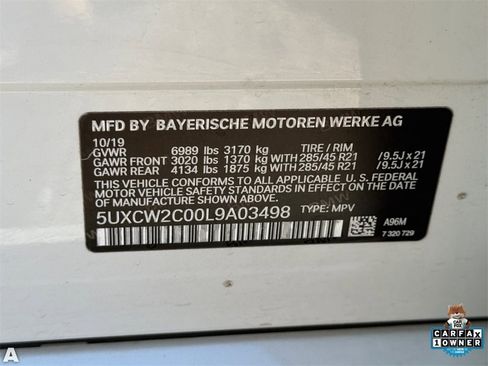 MFD BY BAYERISCHE MOTOREN WERKE AG
10/19
GVWR 6989 lbs 3170 kg TIRE / RIM
GAWR FRONT 3020 lbs 1370 kg WITH 285/45 R21 /9.5J x 21
GAWR REAR 4134 lbs 1875 kg WITH 285/45 R21 /9.5J x 21
THIS VEHICLE CONFORMS TO ALL APPLICABLE U. S. FEDERAL
MOTOR VEHICLE SAFETY STANDARDS IN EFFECT ON THE
DATE OF MANUFACTURE SHOWN ABOVE.
5UXCW2C00L9A03498 TYPE: MPV
A96M
7 320 729
A
CARFAX
1 OWNER